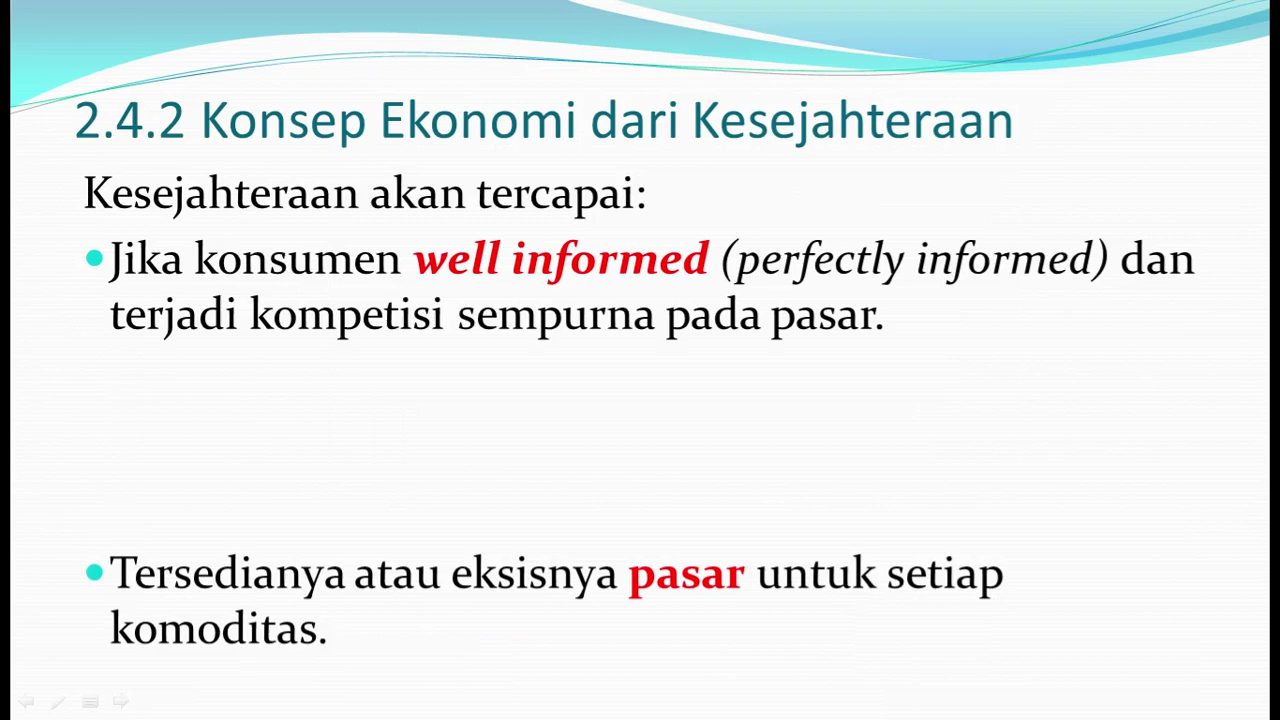 2.4.2 Konsep Ekonomi dari Kesejahteraan
Kesejahteraan akan tercapai:
•Jika konsumen well informed (perfectly informed) dan
terjadi kompetisi sempurna pada pasar.
•Tersedianya atau eksisnya pasar untuk setiap
komoditas.